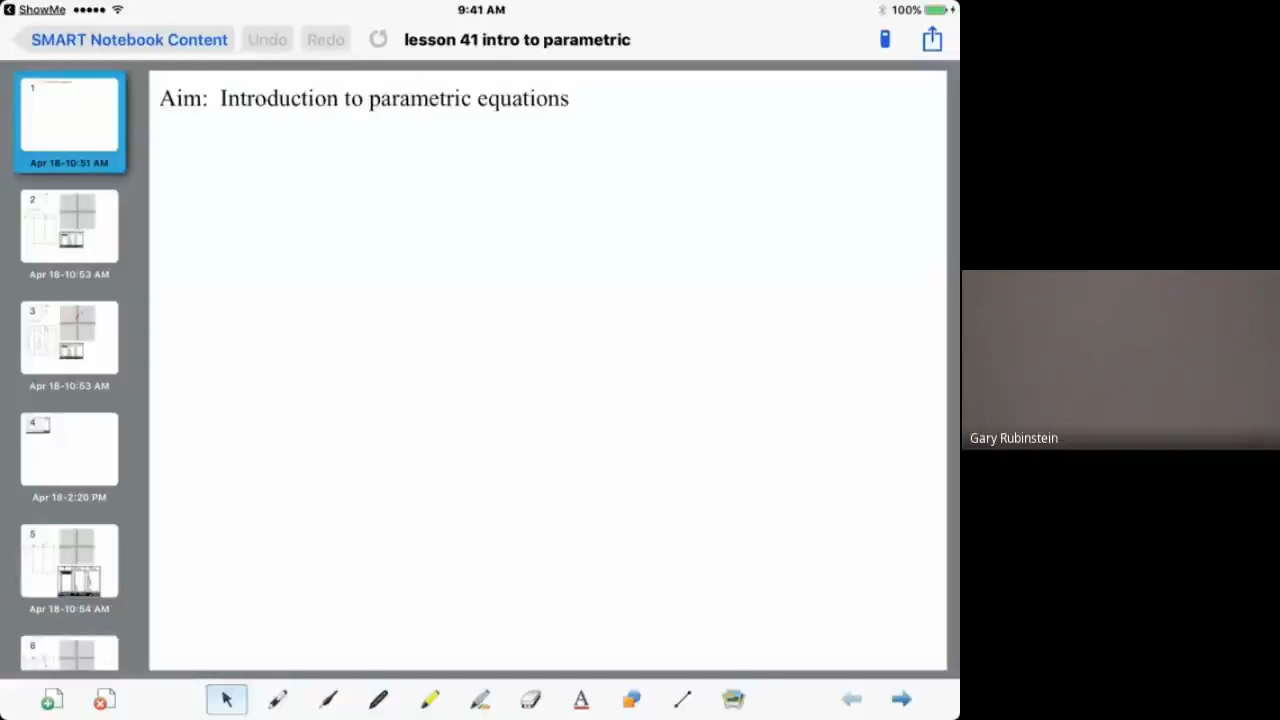 ShowMe
9:41 AM
100%
SMART Notebook Content
Undo
Redo
lesson 41 intro to parametric
1
Apr 18-10:51 AM
2
Apr 18-10:53 AM
3
Apr 18-10:53 AM
4
Apr 18-2:20 PM
5
Apr 18-10:54 AM
6
Aim: Introduction to parametric equations
Gary Rubinstein
A